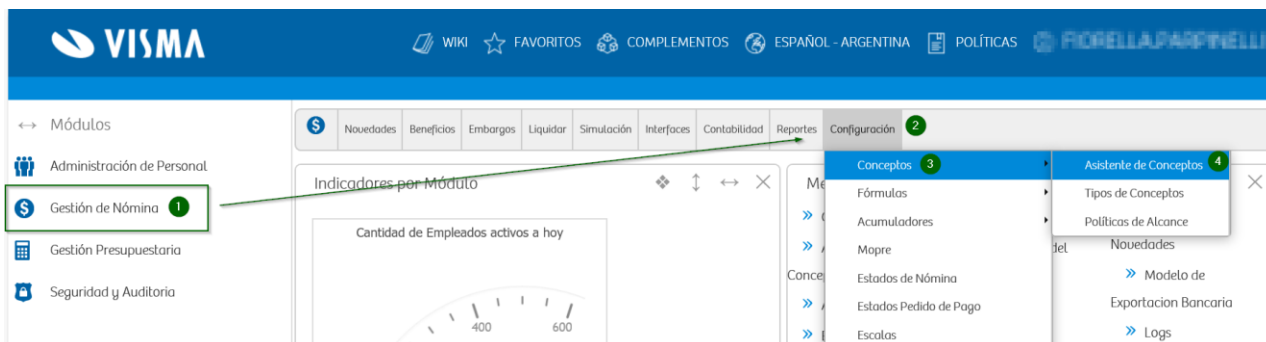 VISMA
WIKI FAVORITOS COMPLEMENTOS ESPAÑOL - ARGENTINA POLÍTICAS
Módulos
Administración de Personal
Gestión de Nómina 1
Gestión Presupuestaria
Seguridad y Auditoria
Novedades Beneficios Embargos Liquidar Simulación Interfaces Contabilidad Reportes Configuración 2
Indicadores por Módulo
Cantidad de Empleados activos a hoy
400 600
Conceptos 3
Fórmulas
Acumuladores
Mopre
Estados de Nómina
Estados Pedido de Pago
Escalas
Asistente de Conceptos 4
Tipos de Conceptos
Políticas de Alcance
Novedades
» Modelo de
Exportacion Bancaria
» Logs